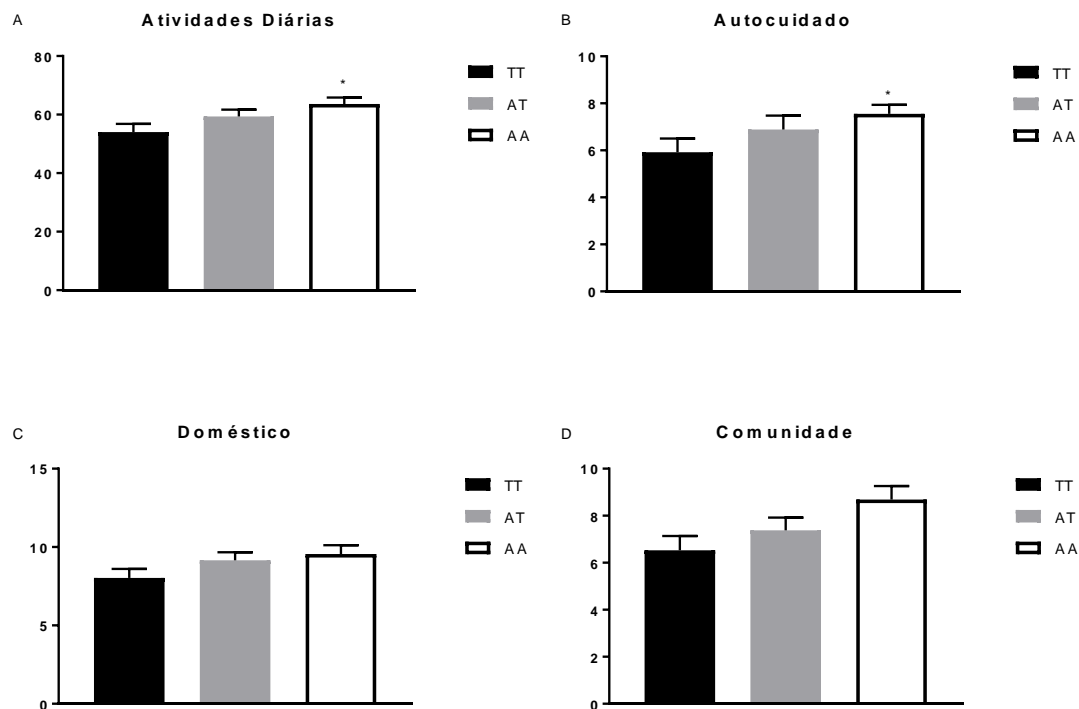 A
Atividades Diárias
80
60
40
20
0
*
TT
AT
AA
B
Autocuidado
10
8
6
4
2
0
*
TT
AT
AA
C
Doméstico
15
10
5
0
TT
AT
AA
D
Comunidade
10
8
6
4
2
0
TT
AT
AA